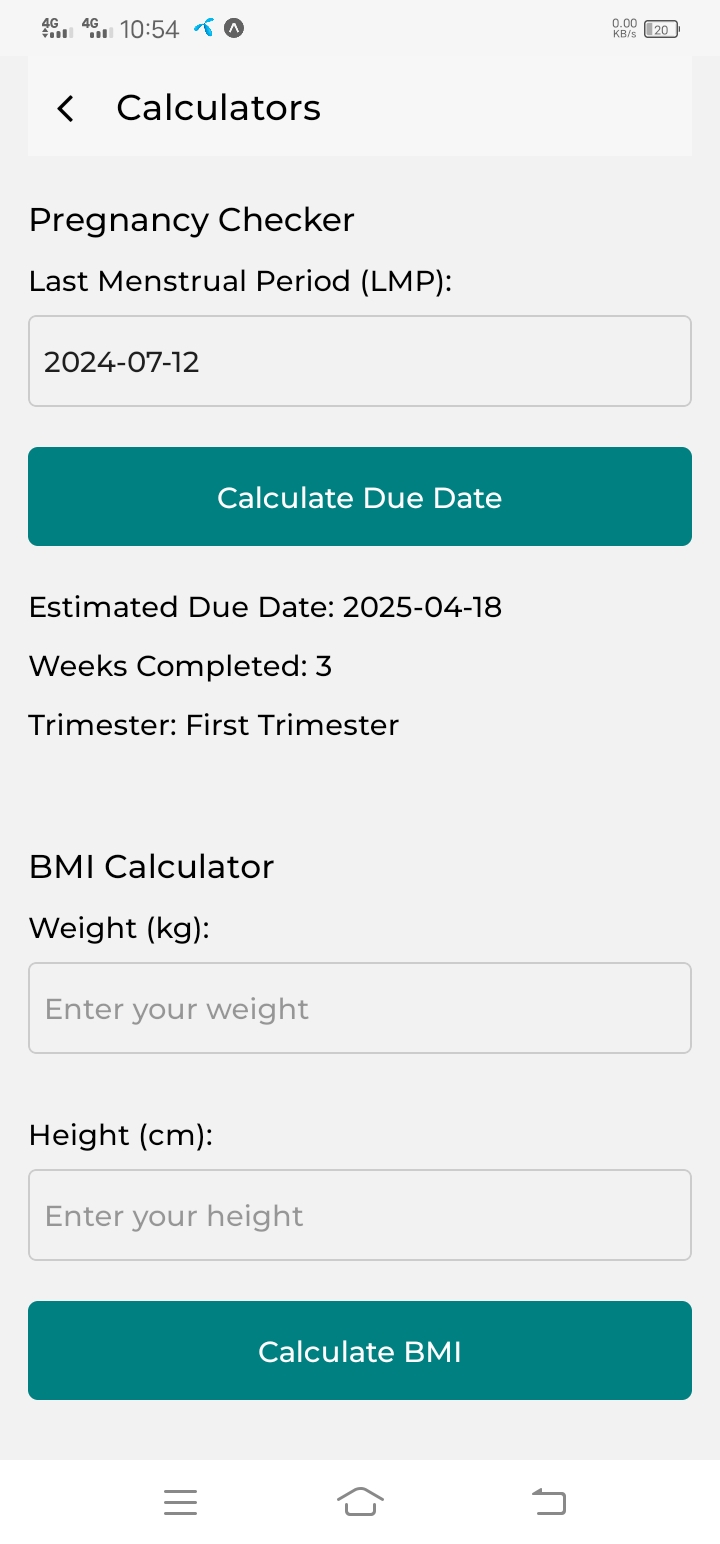 4G 4G 10:54 0.00 KB/s 20
Calculators
Pregnancy Checker
Last Menstrual Period (LMP):
2024-07-12
Calculate Due Date
Estimated Due Date: 2025-04-18
Weeks Completed: 3
Trimester: First Trimester
BMI Calculator
Weight (kg):
Enter your weight
Height (cm):
Enter your height
Calculate BMI